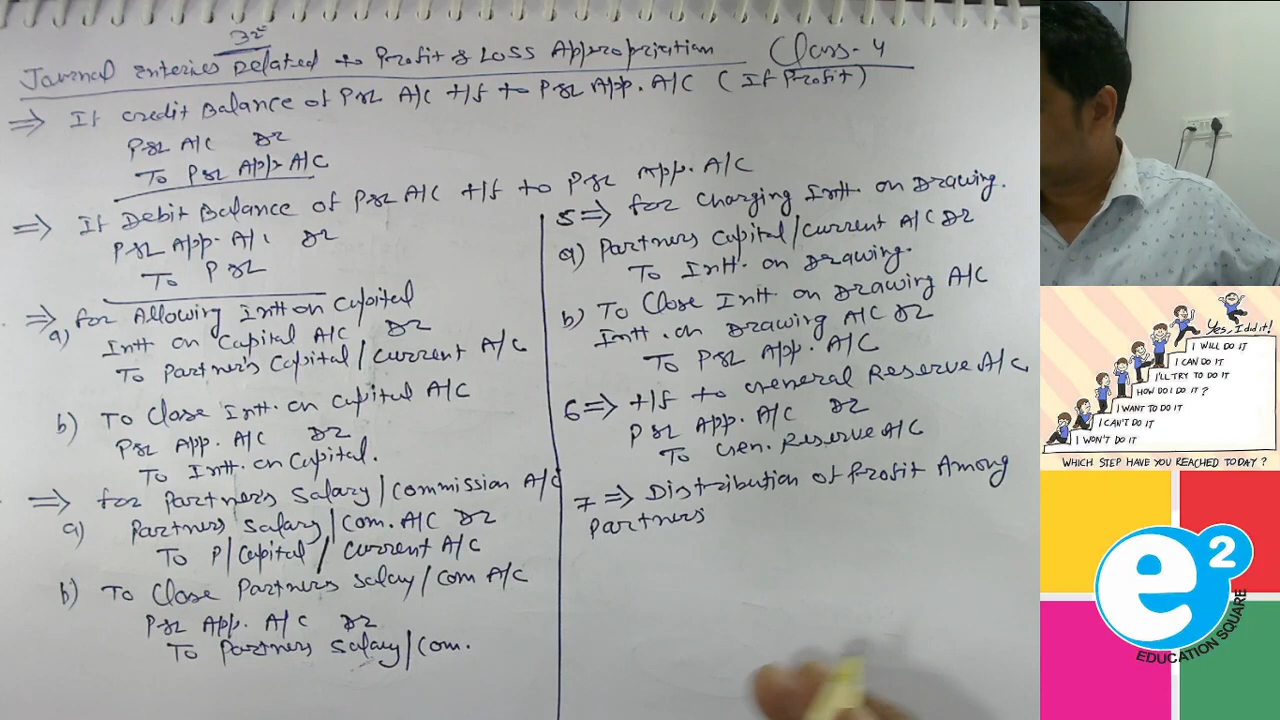 32
Journal Enteries Related to Profit & Loss Appropriation Class-4
⇒ If credit Balance of P&L A/C t/f to P&L App. A/C (If Profit)
P&L A/C Dr
To P&L App A/C
⇒ If Debit Balance of P&L A/C t/f to P&L App. A/C
P&L App. A/C Dr
To P&L
⇒ for Allowing Intt on Capital
a) Intt on Capital A/C Dr
To Partner's Capital/Current A/C
b) To Close Intt. on Capital A/C
P&L App. A/C Dr
To Intt. on Capital.
⇒ for Partner's Salary/Commission A/C
a) Partners Salary/Com. A/C Dr
To P/Capital/Current A/C
b) To Close Partners Salary/Com A/C
P&L App. A/C Dr
To Partners Salary/Com.
5 ⇒ for Charging Intt. on Drawing.
a) Partners Capital/Current A/C Dr
To Intt. on Drawing.
b) To Close Intt. on Drawing A/C
Intt. on Drawing A/C Dr
To P&L App. A/C
6 ⇒ t/f to General Reserve A/C
P&L App. A/C Dr
To Gen. Reserve A/C
7 ⇒ Distribution of Profit Among
Partners
Yes, I did it!
I WILL DO IT
I CAN DO IT
I'LL TRY TO DO IT
HOW DO I DO IT ?
I WANT TO DO IT
I CAN'T DO IT
I WON'T DO IT
WHICH STEP HAVE YOU REACHED TODAY ?
e2
EDUCATION SQUARE